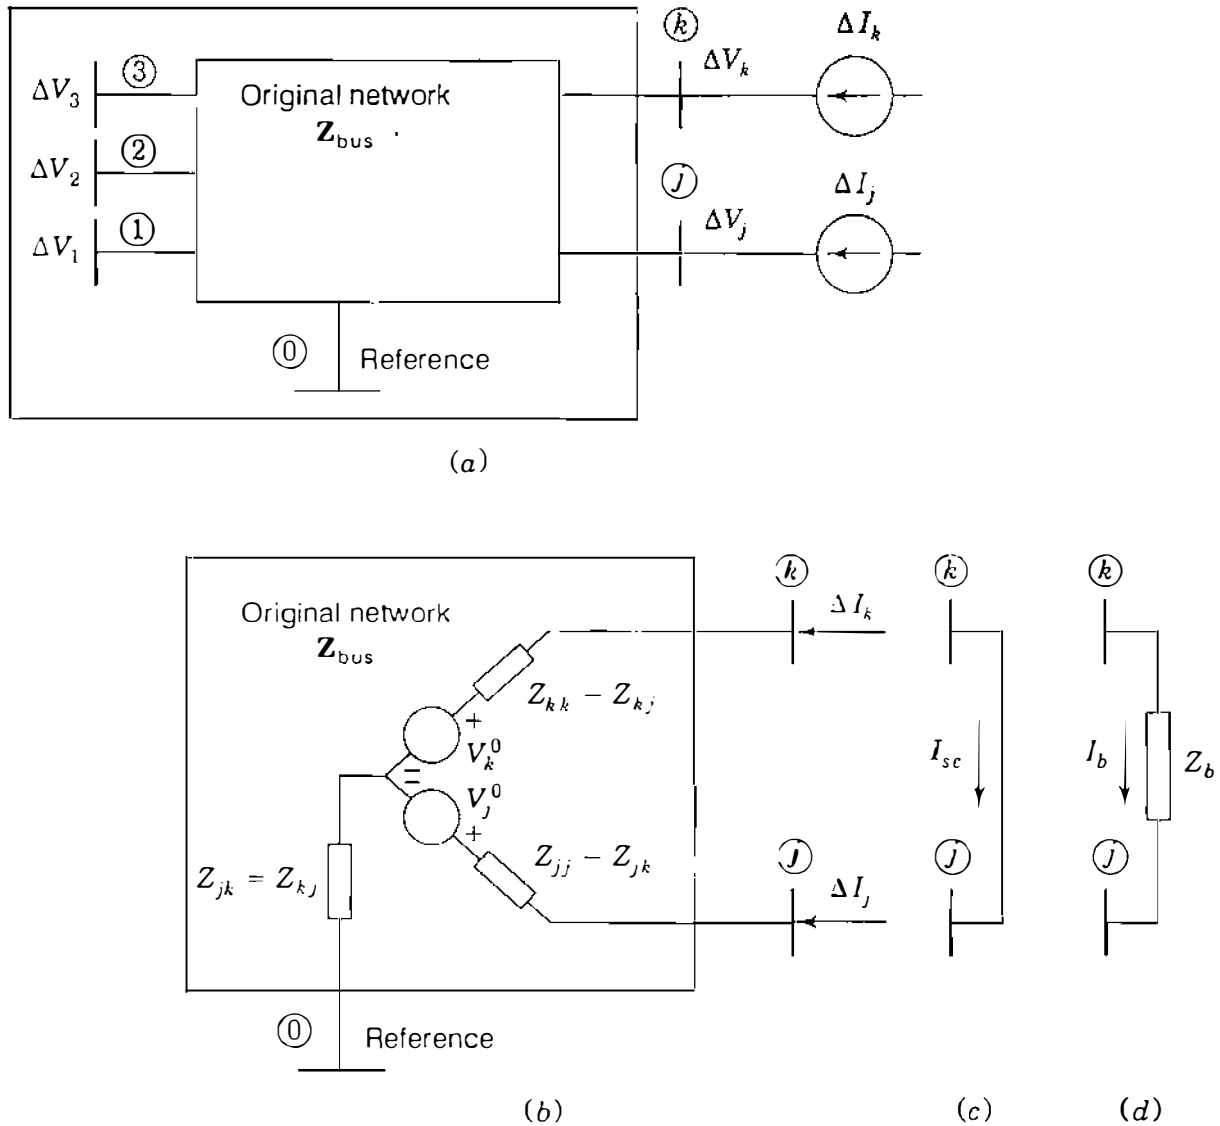 ⓚ
ΔI_k
ΔV_k
③
ΔV_3
Original network
Z_bus
②
ΔV_2
ⓙ
ΔI_j
ΔV_j
①
ΔV_1
⓪ Reference
(a)
ⓚ ⓚ ⓚ
Original network
Z_bus
ΔI_k
Z_kk − Z_kj
+
V_k^0
−
−
V_j^0
+
I_sc
I_b
Z_b
Z_jk = Z_kj
Z_jj − Z_jk
ⓙ ⓙ ⓙ
ΔI_j
⓪ Reference
(b) (c) (d)